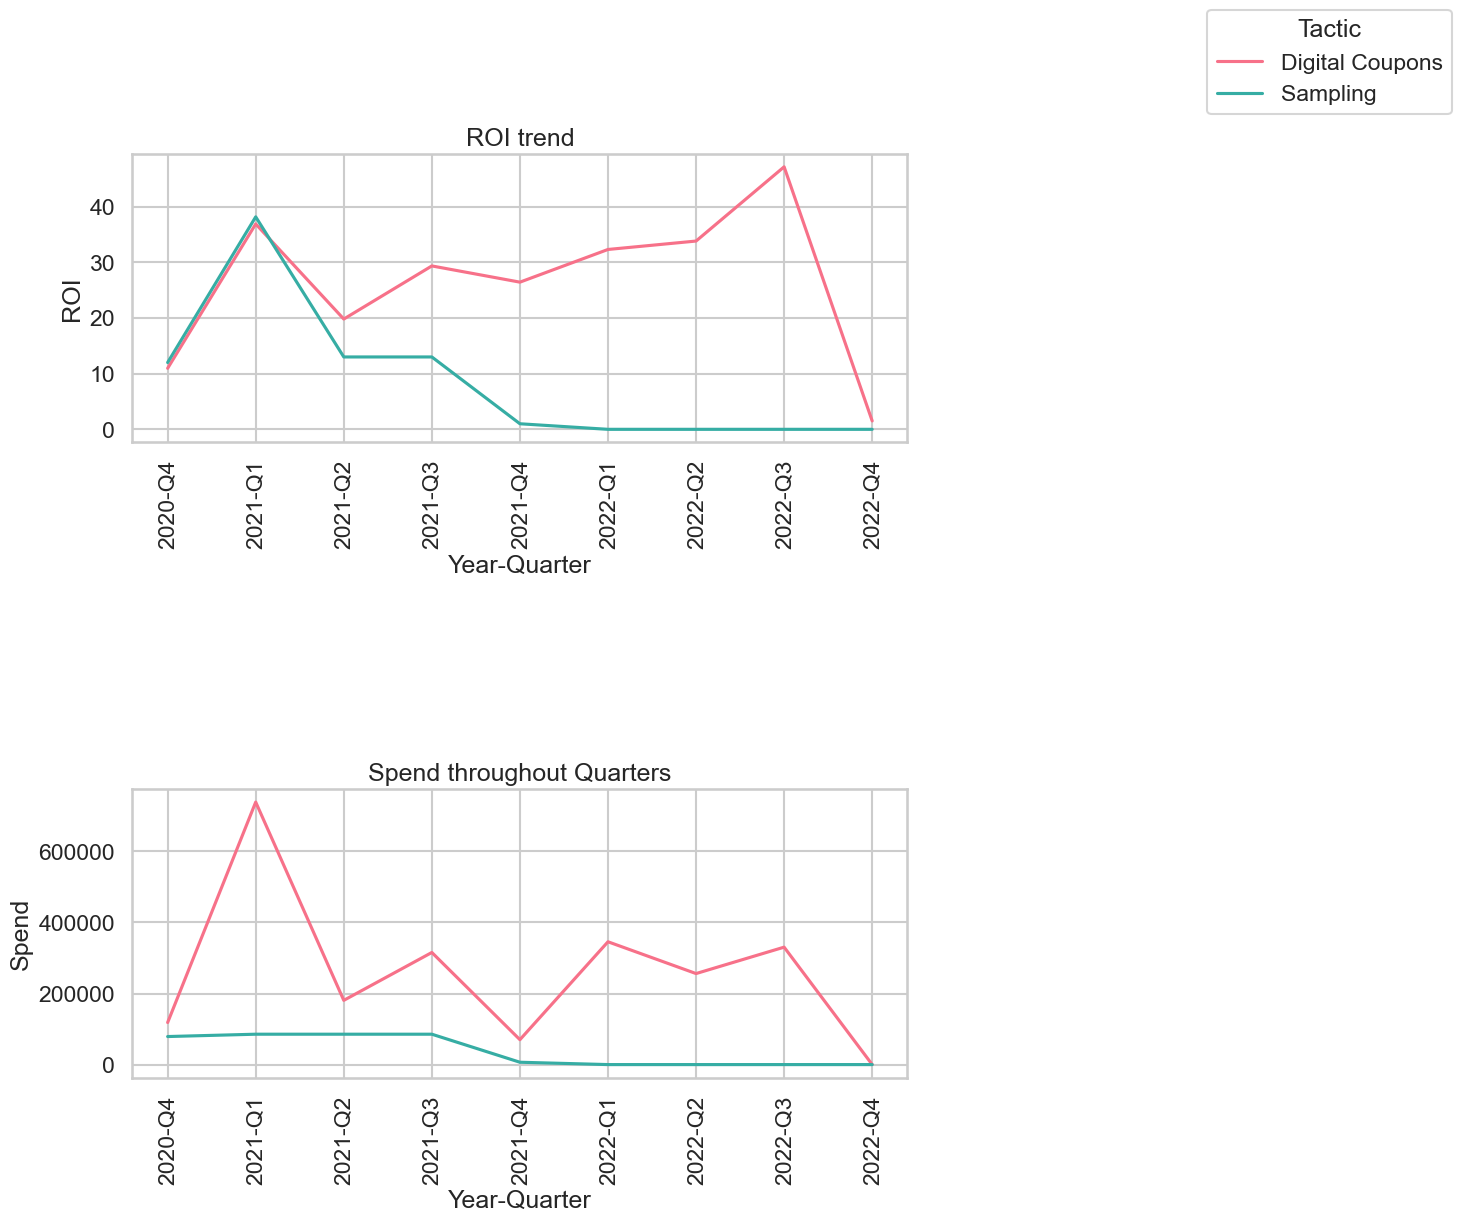 Tactic
Digital Coupons
Sampling
ROI trend
ROI
40
30
20
10
0
2020-Q4
2021-Q1
2021-Q2
2021-Q3
2021-Q4
2022-Q1
2022-Q2
2022-Q3
2022-Q4
Year-Quarter
Spend throughout Quarters
Spend
600000
400000
200000
0
2020-Q4
2021-Q1
2021-Q2
2021-Q3
2021-Q4
2022-Q1
2022-Q2
2022-Q3
2022-Q4
Year-Quarter